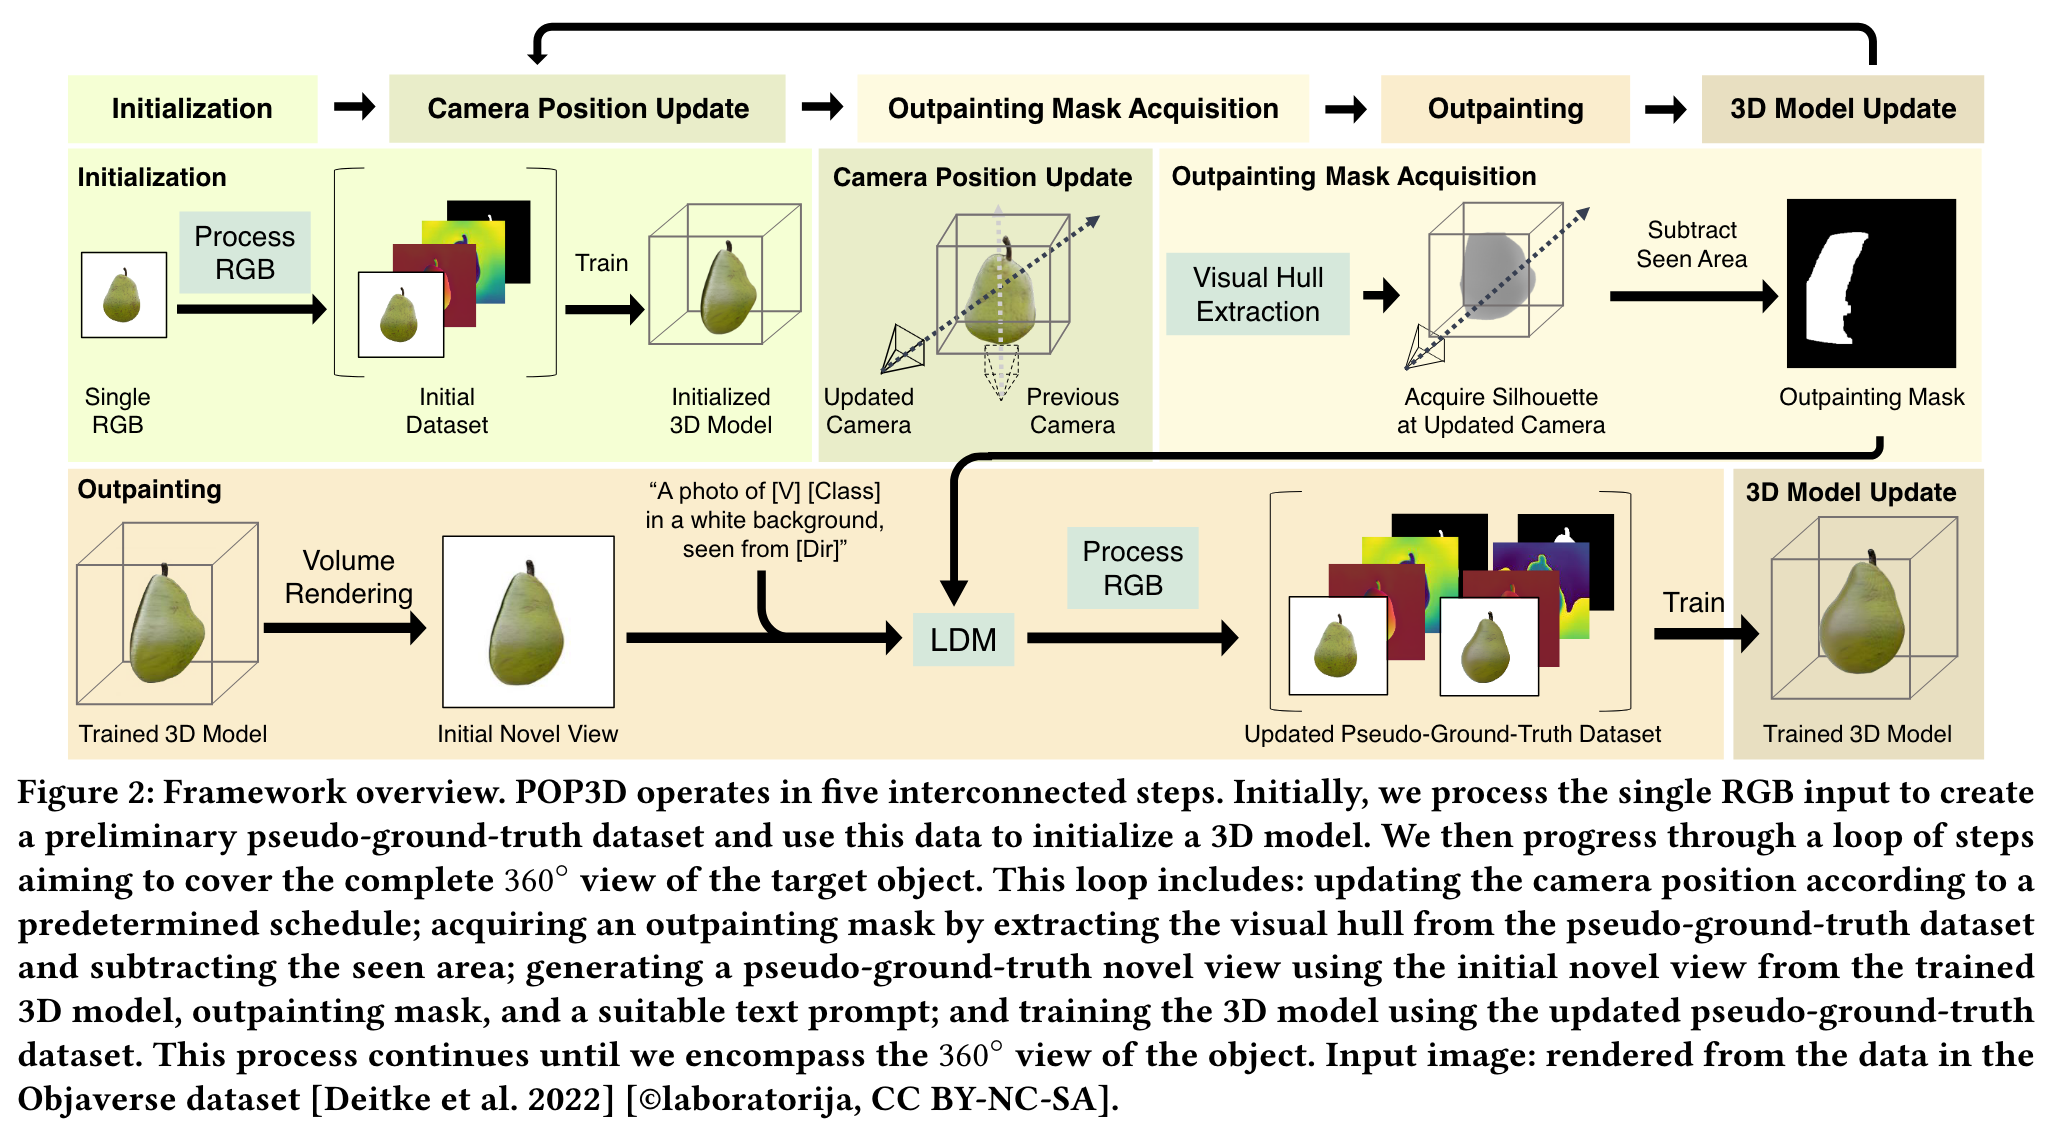 Initialization
Camera Position Update
Outpainting Mask Acquisition
Outpainting
3D Model Update
Initialization
Process
RGB
Train
Single
RGB
Initial
Dataset
Initialized
3D Model
Camera Position Update
Updated
Camera
Previous
Camera
Outpainting Mask Acquisition
Visual Hull
Extraction
Subtract
Seen Area
Acquire Silhouette
at Updated Camera
Outpainting Mask
Outpainting
Volume
Rendering
“A photo of [V] [Class]
in a white background,
seen from [Dir]”
LDM
Process
RGB
Train
Trained 3D Model
Initial Novel View
Updated Pseudo-Ground-Truth Dataset
3D Model Update
Trained 3D Model
Figure 2: Framework overview. POP3D operates in five interconnected steps. Initially, we process the single RGB input to create
a preliminary pseudo-ground-truth dataset and use this data to initialize a 3D model. We then progress through a loop of steps
aiming to cover the complete 360° view of the target object. This loop includes: updating the camera position according to a
predetermined schedule; acquiring an outpainting mask by extracting the visual hull from the pseudo-ground-truth dataset
and subtracting the seen area; generating a pseudo-ground-truth novel view using the initial novel view from the trained
3D model, outpainting mask, and a suitable text prompt; and training the 3D model using the updated pseudo-ground-truth
dataset. This process continues until we encompass the 360° view of the object. Input image: rendered from the data in the
Objaverse dataset [Deitke et al. 2022] [©laboratorija, CC BY-NC-SA].